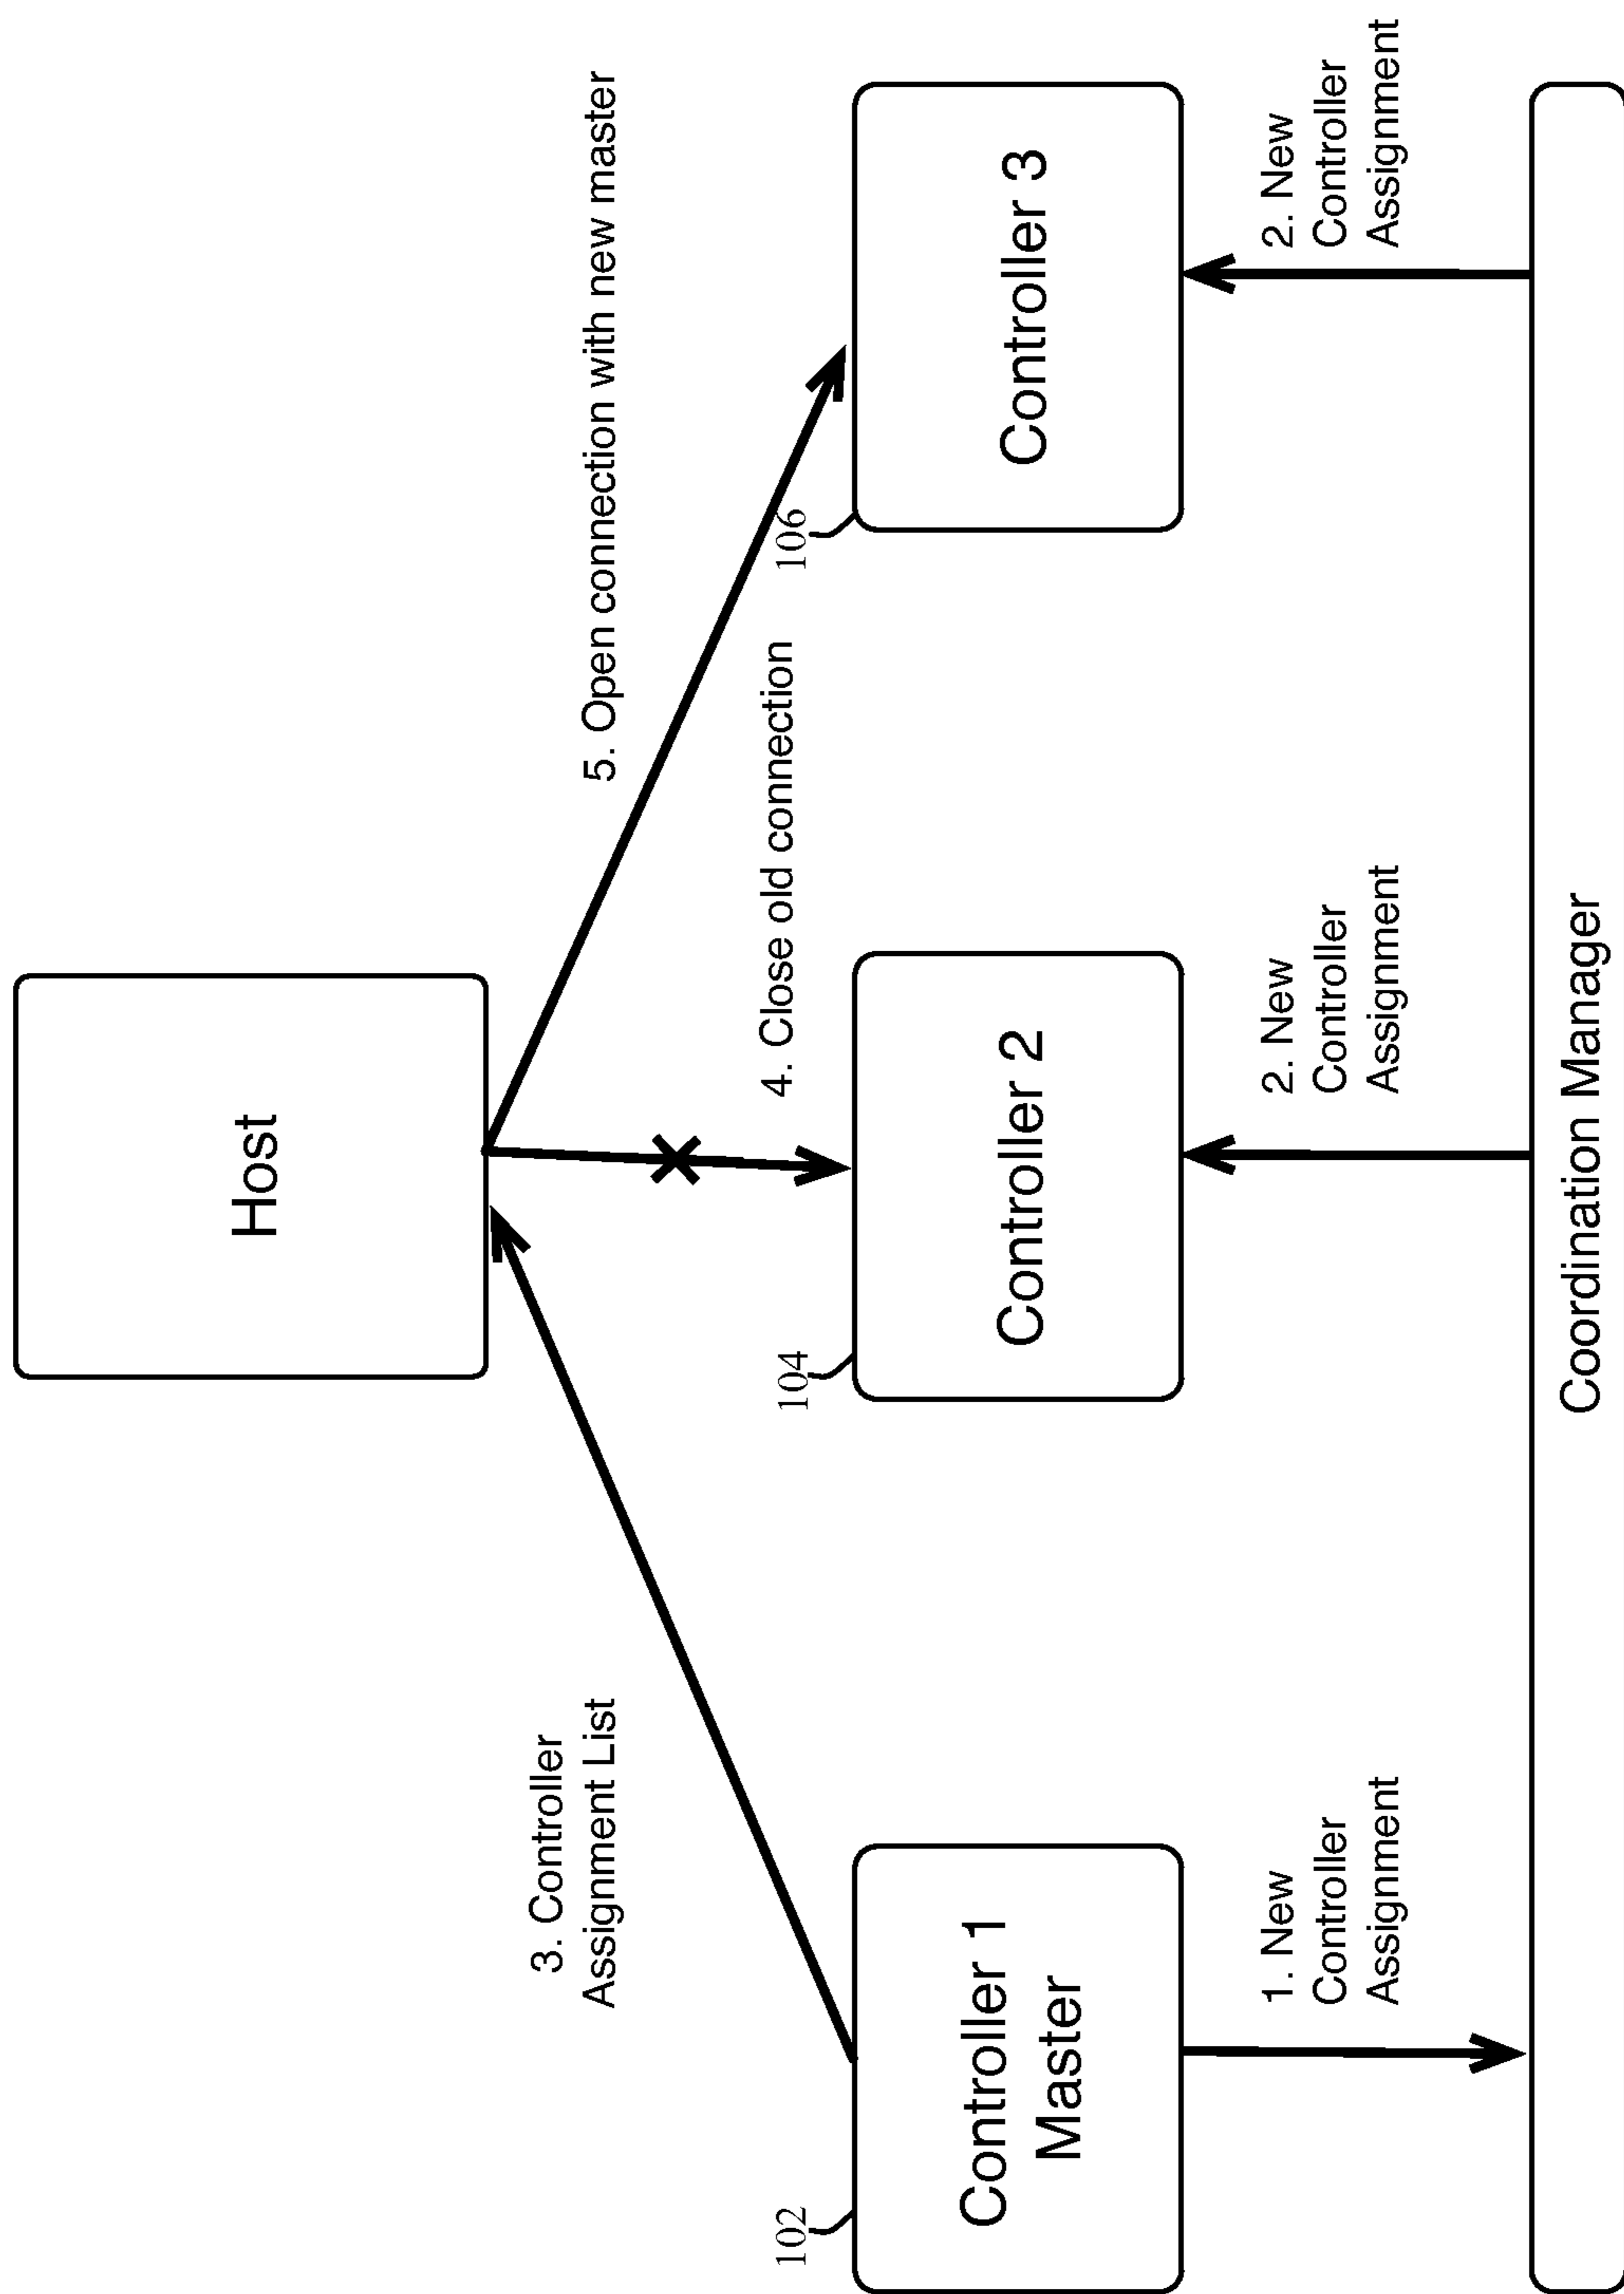 Host
3. Controller
Assignment List
5. Open connection with new master
4. Close old connection
102
Controller 1
Master
104
Controller 2
106
Controller 3
1. New
Controller
Assignment
2. New
Controller
Assignment
2. New
Controller
Assignment
Coordination Manager